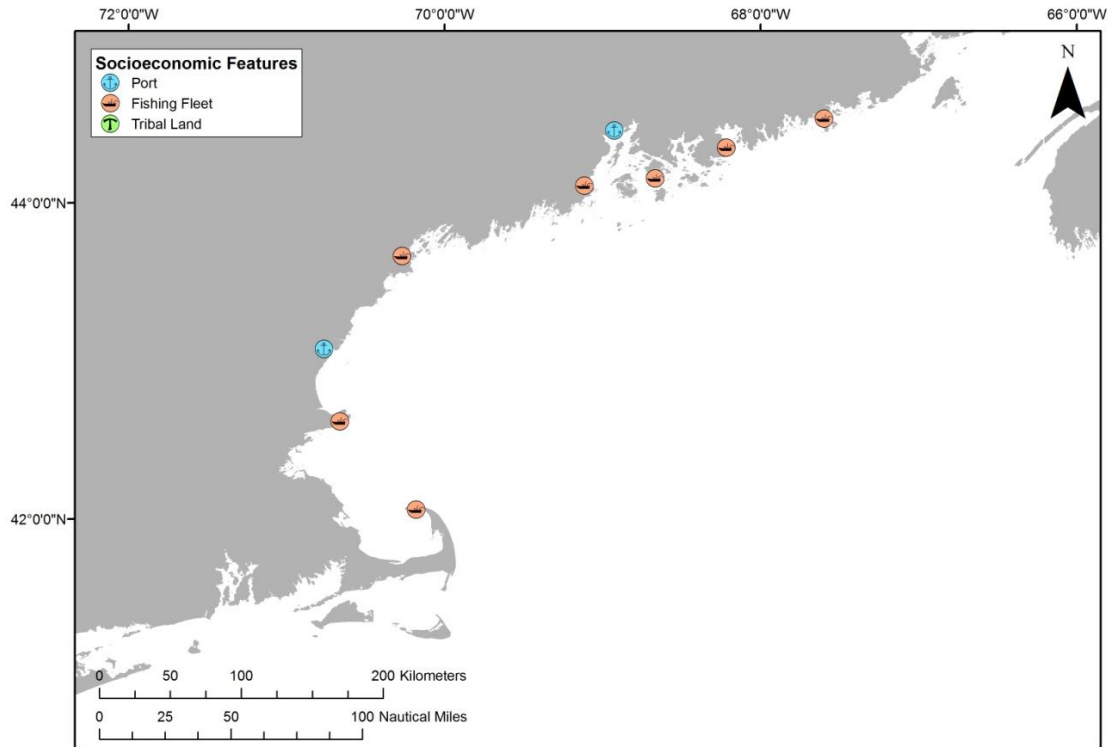 72°0'0"W 70°0'0"W 68°0'0"W 66°0'0"W
Socioeconomic Features
Port
Fishing Fleet
Tribal Land
N
44°0'0"N
42°0'0"N
0 50 100 200 Kilometers
0 25 50 100 Nautical Miles